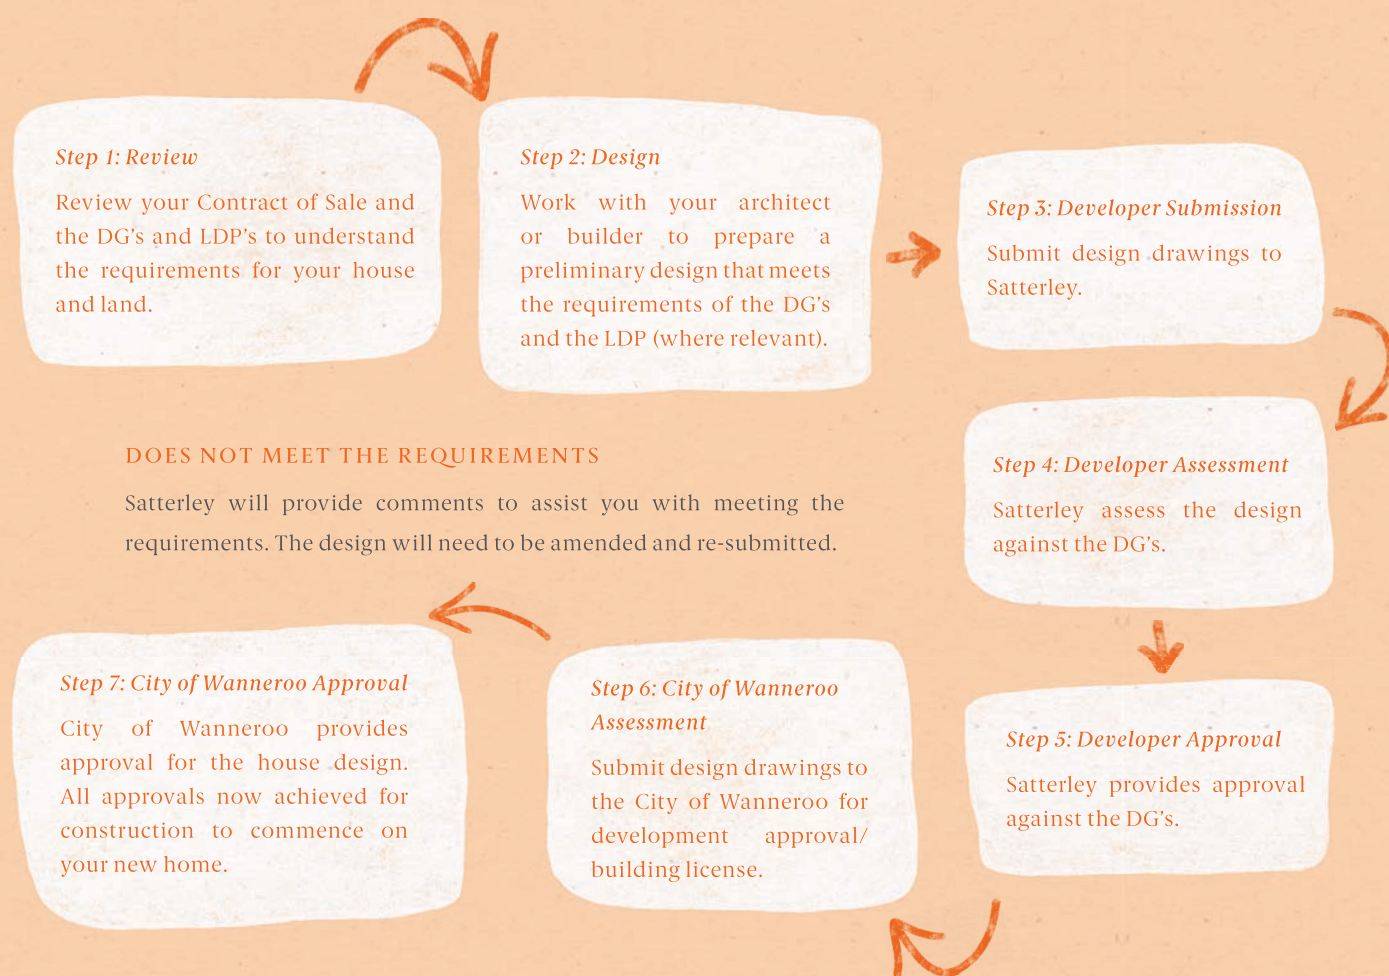 Step 1: Review
Review your Contract of Sale and
the DG's and LDP's to understand
the requirements for your house
and land.
Step 2: Design
Work with your architect
or builder to prepare a
preliminary design that meets
the requirements of the DG's
and the LDP (where relevant).
Step 3: Developer Submission
Submit design drawings to
Satterley.
Step 4: Developer Assessment
Satterley assess the design
against the DG's.
DOES NOT MEET THE REQUIREMENTS
Satterley will provide comments to assist you with meeting the
requirements. The design will need to be amended and re-submitted.
Step 5: Developer Approval
Satterley provides approval
against the DG's.
Step 6: City of Wanneroo
Assessment
Submit design drawings to
the City of Wanneroo for
development approval/
building license.
Step 7: City of Wanneroo Approval
City of Wanneroo provides
approval for the house design.
All approvals now achieved for
construction to commence on
your new home.